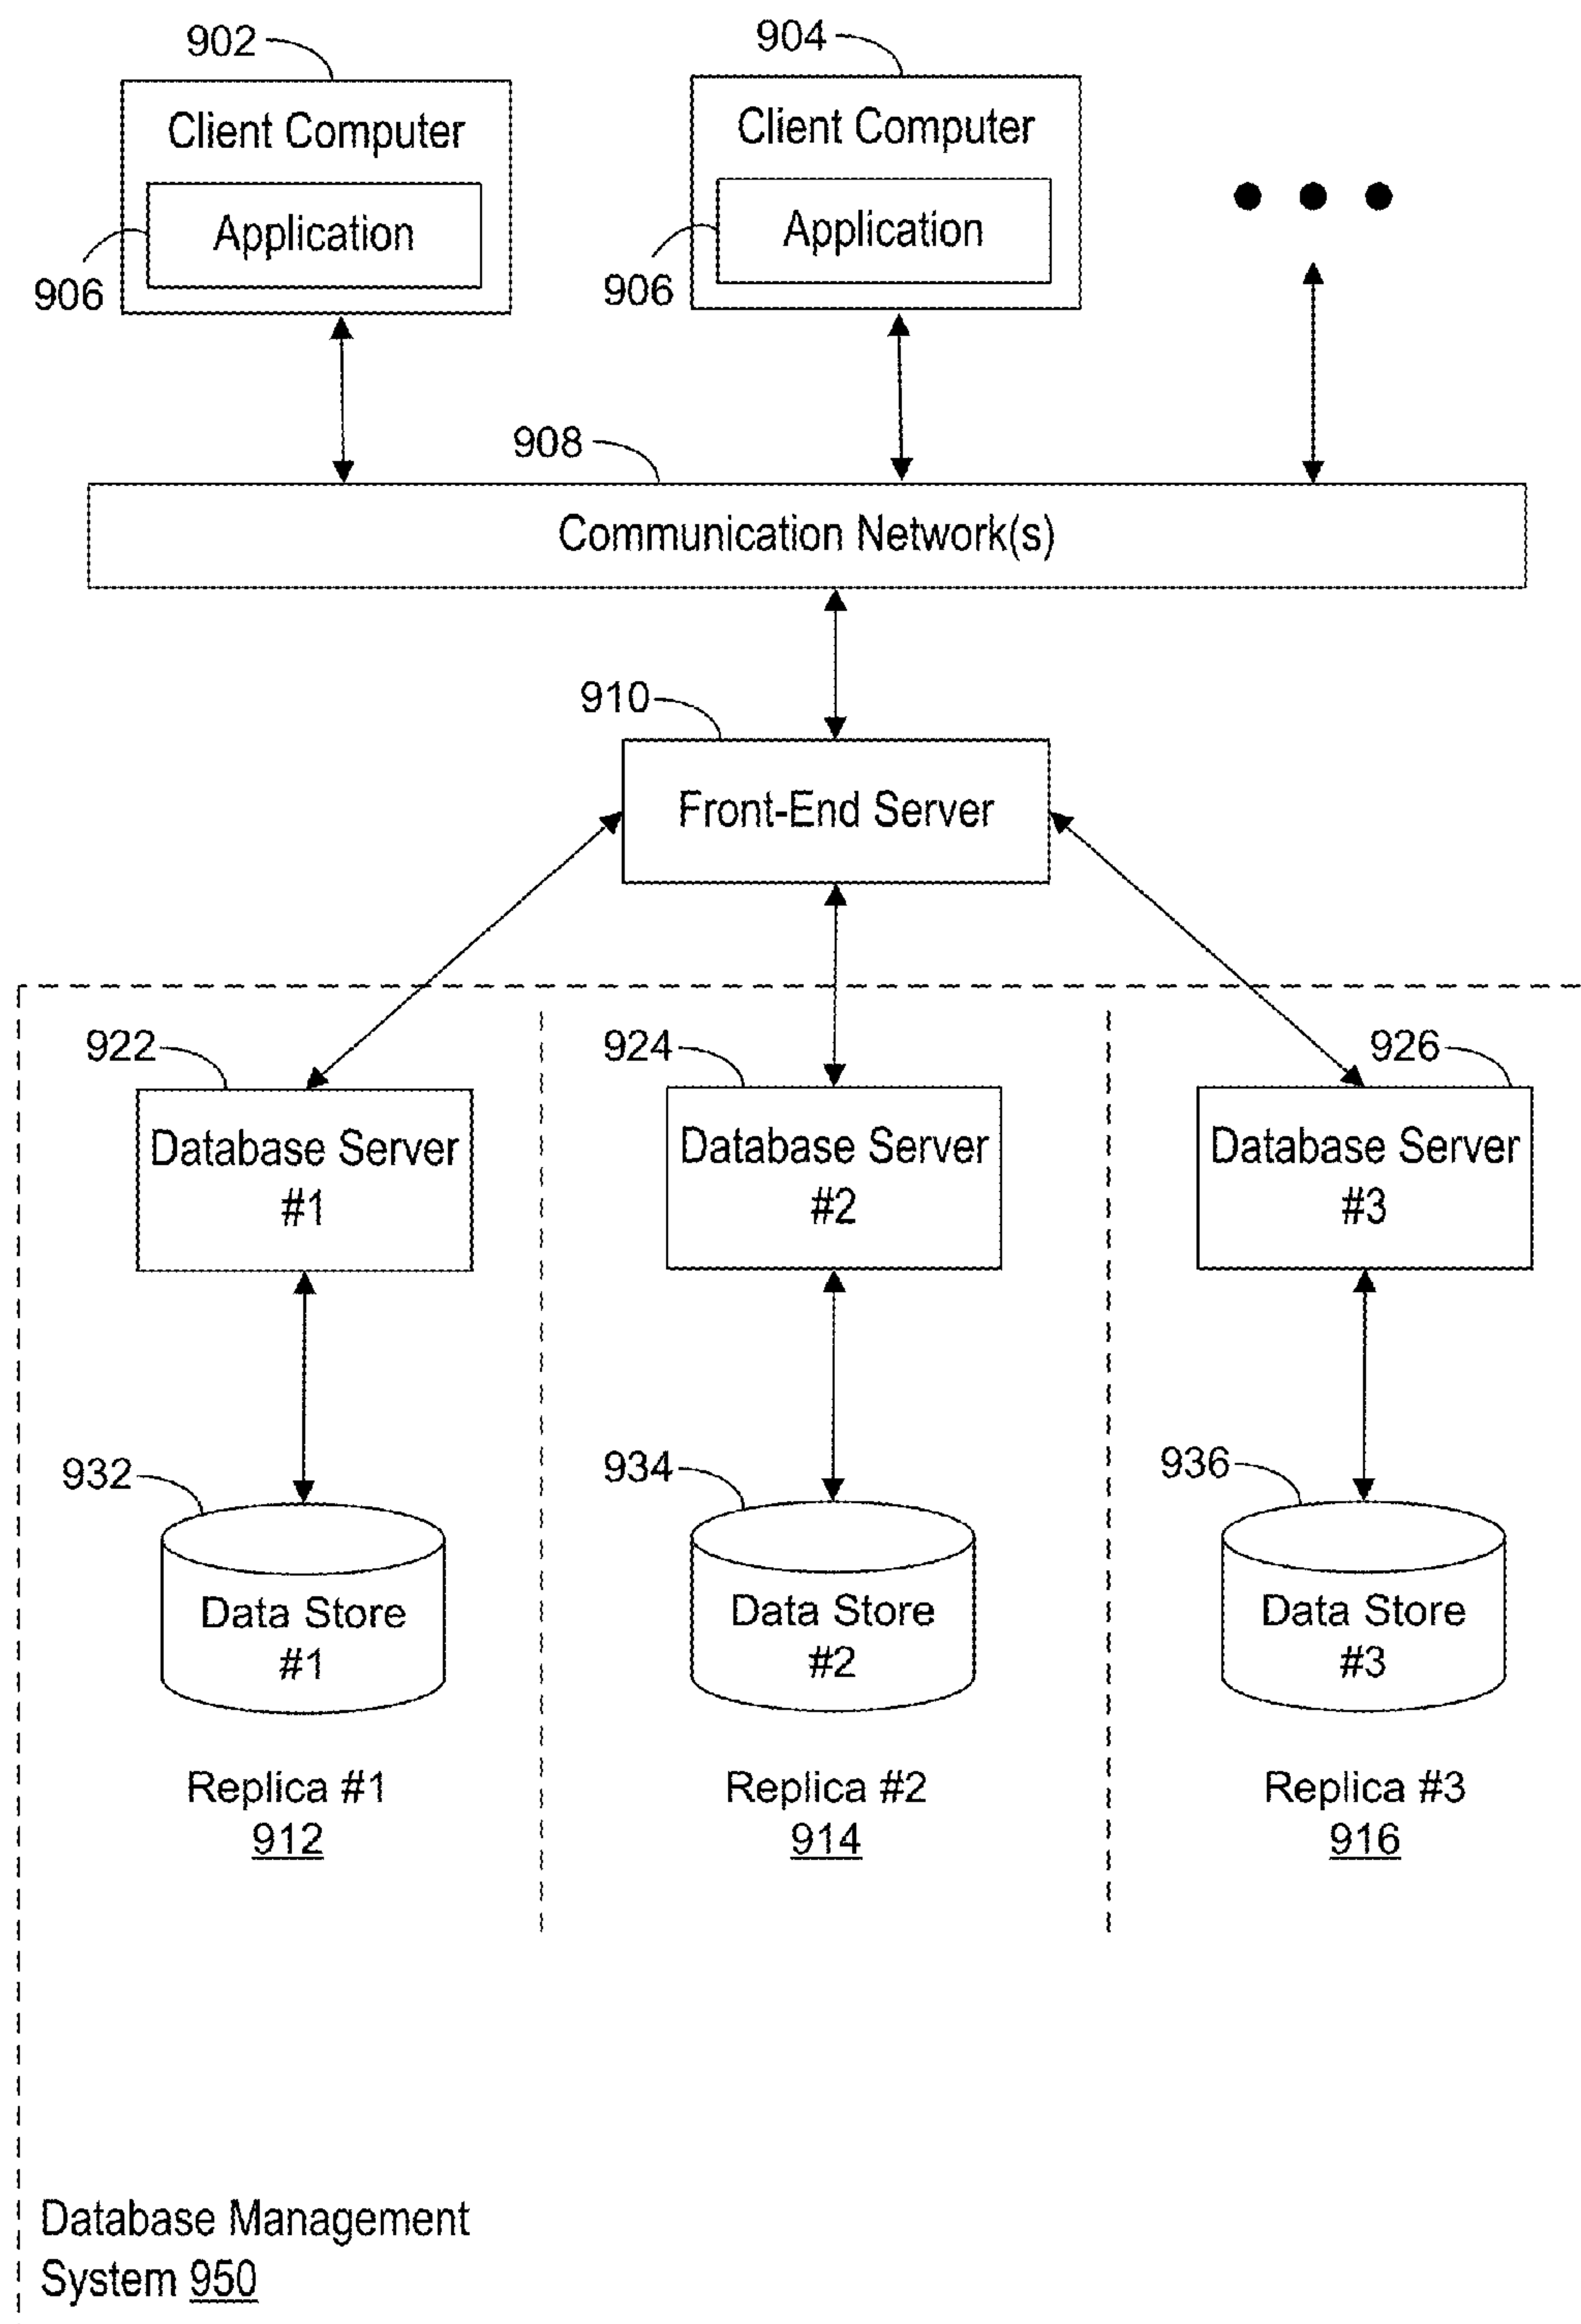 902
904
Client Computer
Client Computer
Application
Application
906
906
908
Communication Network(s)
910
Front-End Server
922
924
926
Database Server
#1
Database Server
#2
Database Server
#3
932
934
936
Data Store
#1
Data Store
#2
Data Store
#3
Replica #1
912
Replica #2
914
Replica #3
916
Database Management
System 950